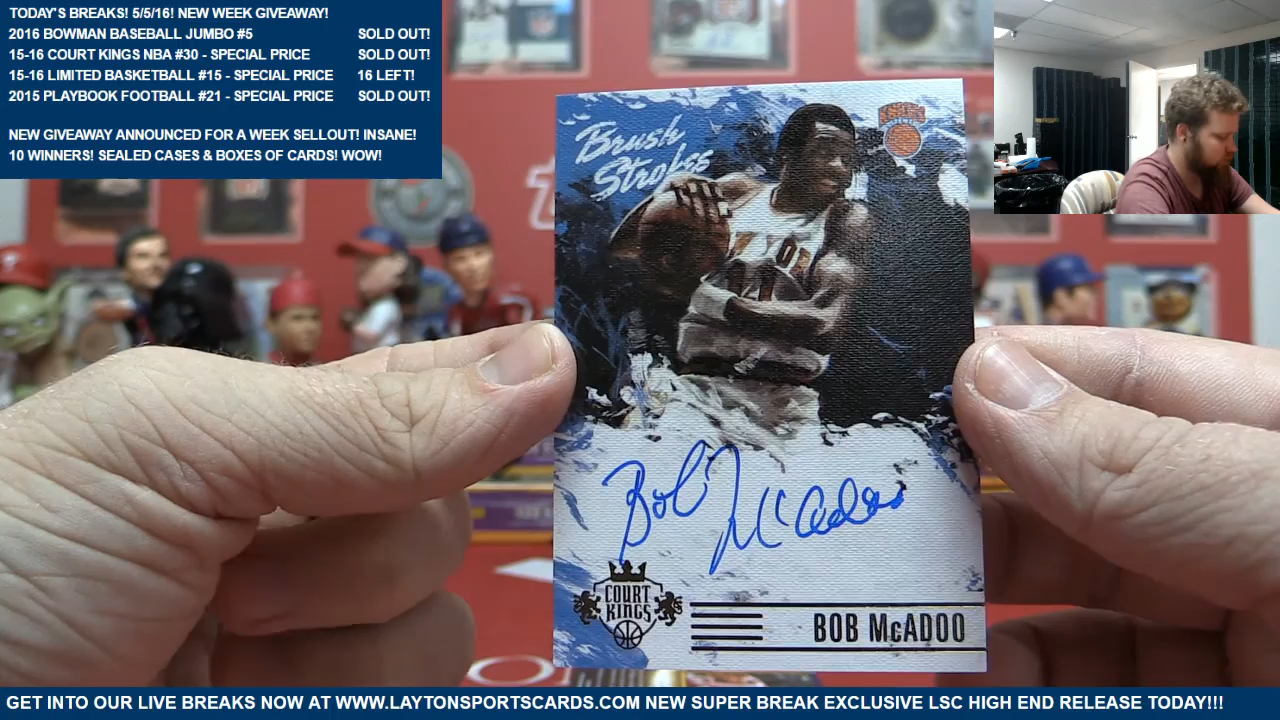 TODAY'S BREAKS! 5/5/16! NEW WEEK GIVEAWAY!
2016 BOWMAN BASEBALL JUMBO #5 SOLD OUT!
15-16 COURT KINGS NBA #30 - SPECIAL PRICE SOLD OUT!
15-16 LIMITED BASKETBALL #15 - SPECIAL PRICE 16 LEFT!
2015 PLAYBOOK FOOTBALL #21 - SPECIAL PRICE SOLD OUT!
NEW GIVEAWAY ANNOUNCED FOR A WEEK SELLOUT! INSANE!
10 WINNERS! SEALED CASES & BOXES OF CARDS! WOW!
Brush
Strokes
Bob McAdoo
COURT
KINGS
BOB McADOO
GET INTO OUR LIVE BREAKS NOW AT WWW.LAYTONSPORTSCARDS.COM NEW SUPER BREAK EXCLUSIVE LSC HIGH END RELEASE TODAY!!!